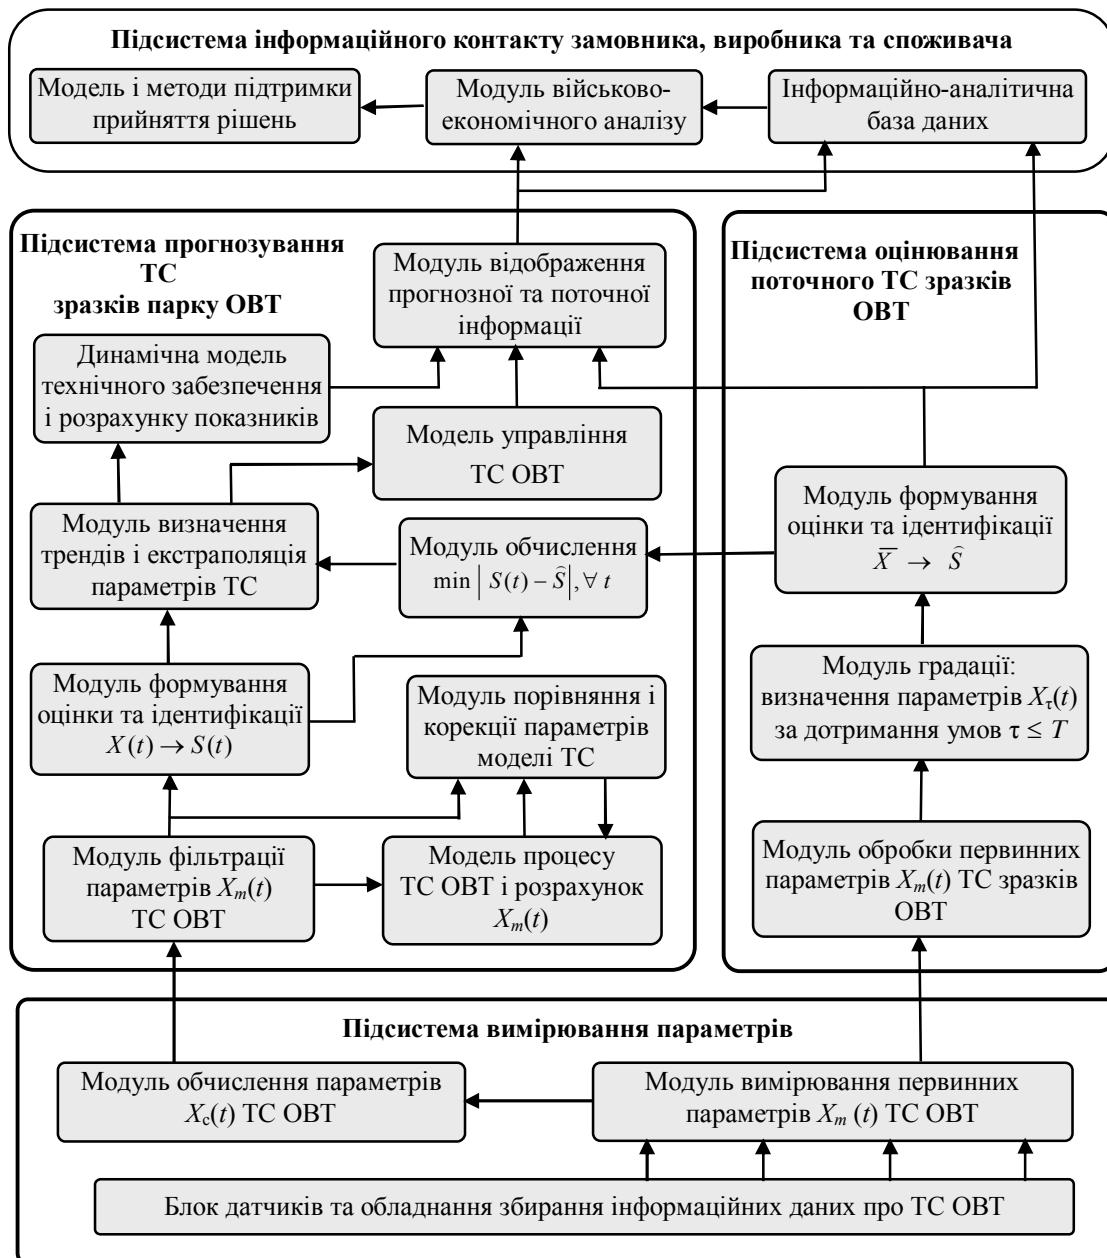 Підсистема інформаційного контакту замовника, виробника та споживача
Модель і методи підтримки
прийняття рішень
Модуль військово-
економічного аналізу
Інформаційно-аналітична
база даних
Підсистема прогнозування
ТС
зразків парку ОВТ
Модуль відображення
прогнозної та поточної
інформації
Підсистема оцінювання
поточного ТС зразків
ОВТ
Динамічна модель
технічного забезпечення
і розрахунку показників
Модель управління
ТС ОВТ
Модуль визначення
трендів і екстраполяція
параметрів ТС
Модуль обчислення
min | S(t) – Ŝ|, ∀ t
Модуль формування
оцінки та ідентифікації
X̅ → Ŝ
Модуль формування
оцінки та ідентифікації
X(t) → S(t)
Модуль порівняння і
корекції параметрів
моделі ТС
Модуль градації:
визначення параметрів Xτ(t)
за дотримання умов τ ≤ T
Модуль фільтрації
параметрів Xm(t)
ТС ОВТ
Модель процесу
ТС ОВТ і розрахунок
Xm(t)
Модуль обробки первинних
параметрів Xm(t) ТС зразків
ОВТ
Підсистема вимірювання параметрів
Модуль обчислення параметрів
Xc(t) ТС ОВТ
Модуль вимірювання первинних
параметрів Xm (t) ТС ОВТ
Блок датчиків та обладнання збирання інформаційних даних про ТС ОВТ